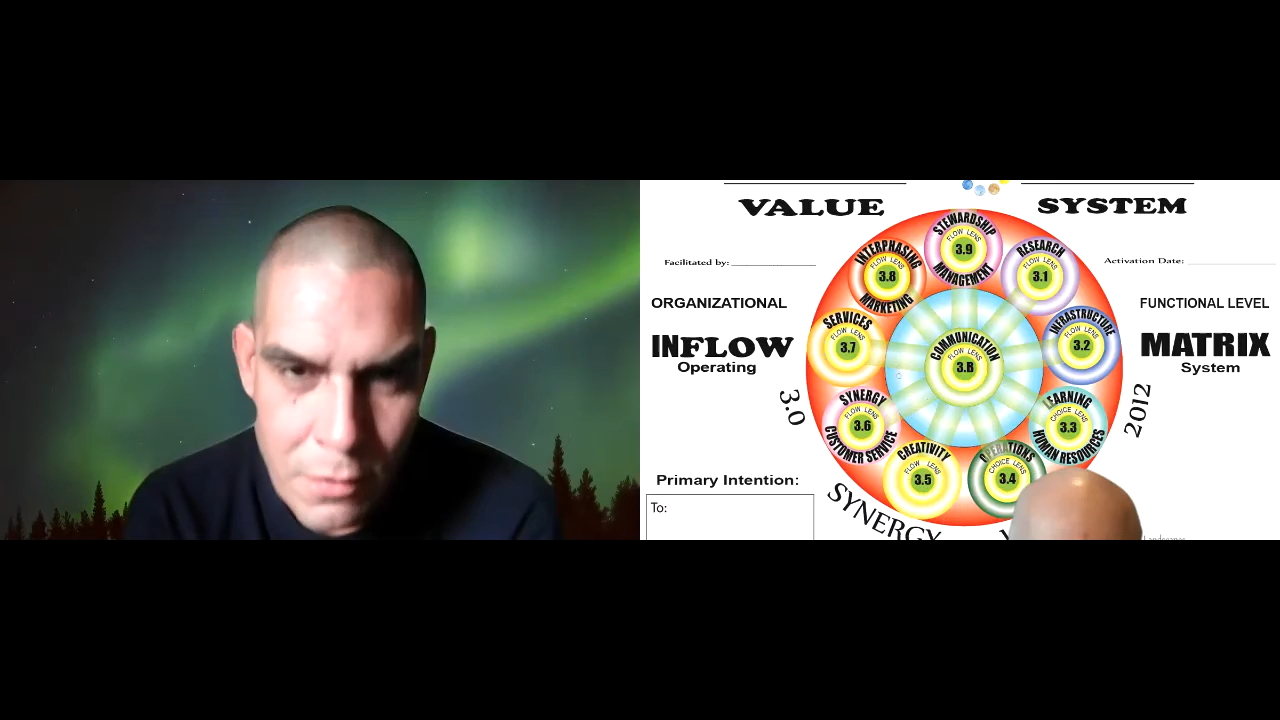 VALUE SYSTEM
Facilitated by:
Activation Date:
ORGANIZATIONAL
INFLOW
Operating
FUNCTIONAL LEVEL
MATRIX
System
3.0
2012
STEWARDSHIP
FLOW LENS
3.9
MANAGEMENT
RESEARCH
FLOW LENS
3.1
INFRASTRUCTURE
FLOW LENS
3.2
LEARNING
CHOICE LENS
3.3
HUMAN RESOURCES
OPERATIONS
CHOICE LENS
3.4
CREATIVITY
FLOW LENS
3.5
SYNERGY
FLOW LENS
3.6
CUSTOMER SERVICE
SERVICES
FLOW LENS
3.7
INTERPHASING
FLOW LENS
3.8
MARKETING
COMMUNICATION
FLOW LENS
3.B
Primary Intention:
To:
SYNERGY